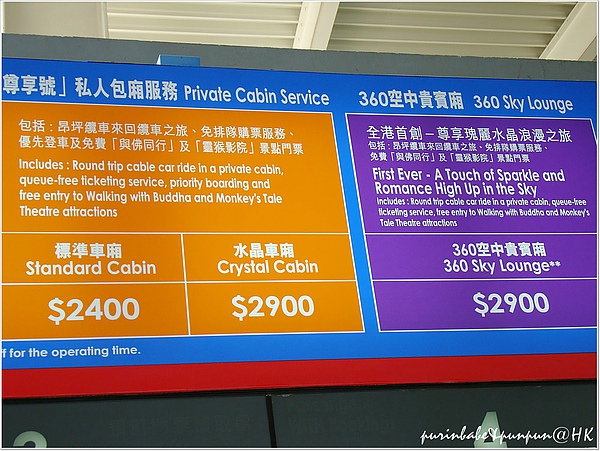 尊享號」私人包廂服務 Private Cabin Service
包括：昂坪纜車來回纜車之旅、免排隊購票服務、
優先登車及免費「與佛同行」及「靈猴影院」景點門票
Includes : Round trip cable car ride in a private cabin,
queue-free ticketing service, priority boarding and
free entry to Walking with Buddha and Monkey's Tale
Theatre attractions
標準車廂
Standard Cabin
$2400
水晶車廂
Crystal Cabin
$2900
360空中貴賓廂 360 Sky Lounge
全港首創－尊享瑰麗水晶浪漫之旅
包括：昂坪纜車來回纜車之旅、免排隊購票服務、
免費「與佛同行」及「靈猴影院」景點門票
First Ever - A Touch of Sparkle and
Romance High Up in the Sky
Includes : Round trip cable car ride in a private cabin, queue-free
ticketing service, free entry to Walking with Buddha and Monkey's
Tale Theatre attractions
360空中貴賓廂
360 Sky Lounge**
$2900
f for the operating time.
2
4
purinbabe&punpun@HK